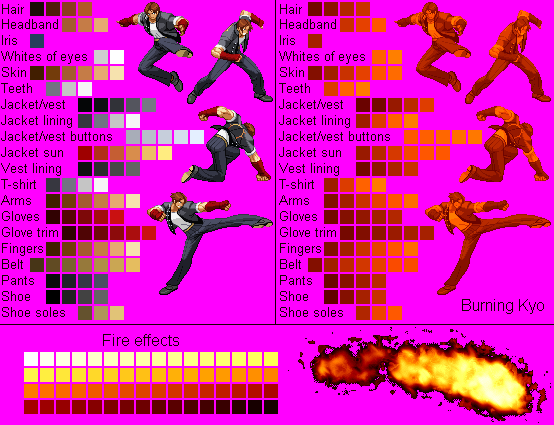 Hair
Headband
Iris
Whites of eyes
Skin
Teeth
Jacket/vest
Jacket lining
Jacket/vest buttons
Jacket sun
Vest lining
T-shirt
Arms
Gloves
Glove trim
Fingers
Belt
Pants
Shoe
Shoe soles
Hair
Headband
Iris
Whites of eyes
Skin
Teeth
Jacket/vest
Jacket lining
Jacket/vest buttons
Jacket sun
Vest lining
T-shirt
Arms
Gloves
Glove trim
Fingers
Belt
Pants
Shoe
Shoe soles
Burning Kyo
Fire effects